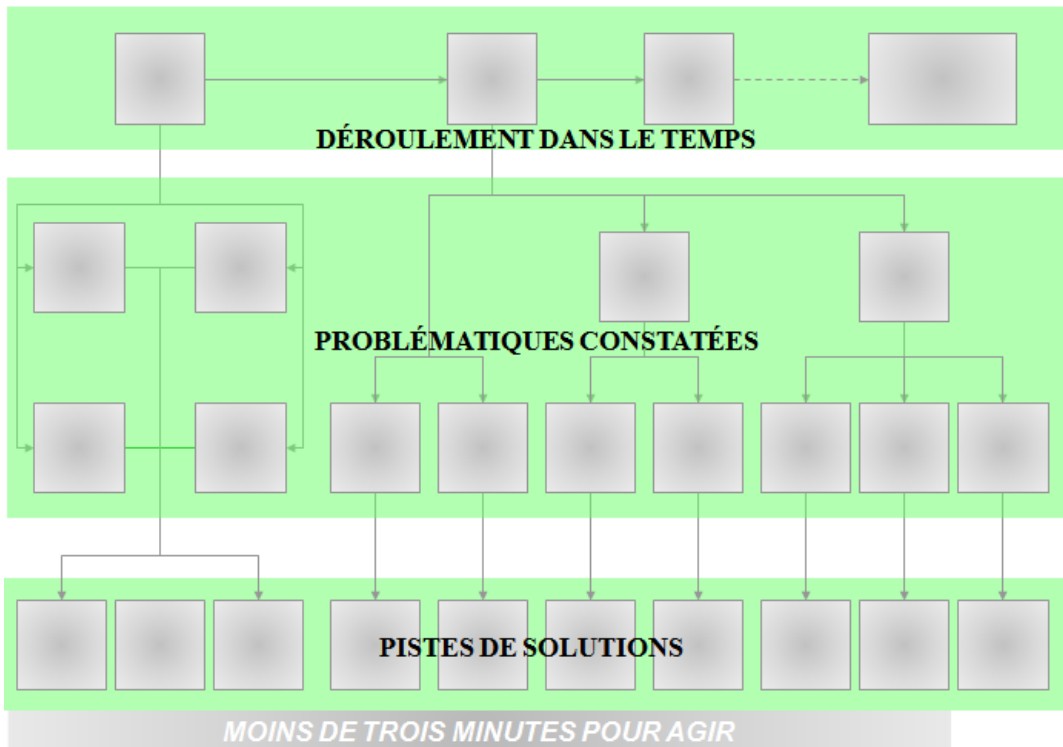 DÉROULEMENT DANS LE TEMPS
PROBLÉMATIQUES CONSTATÉES
PISTES DE SOLUTIONS
MOINS DE TROIS MINUTES POUR AGIR